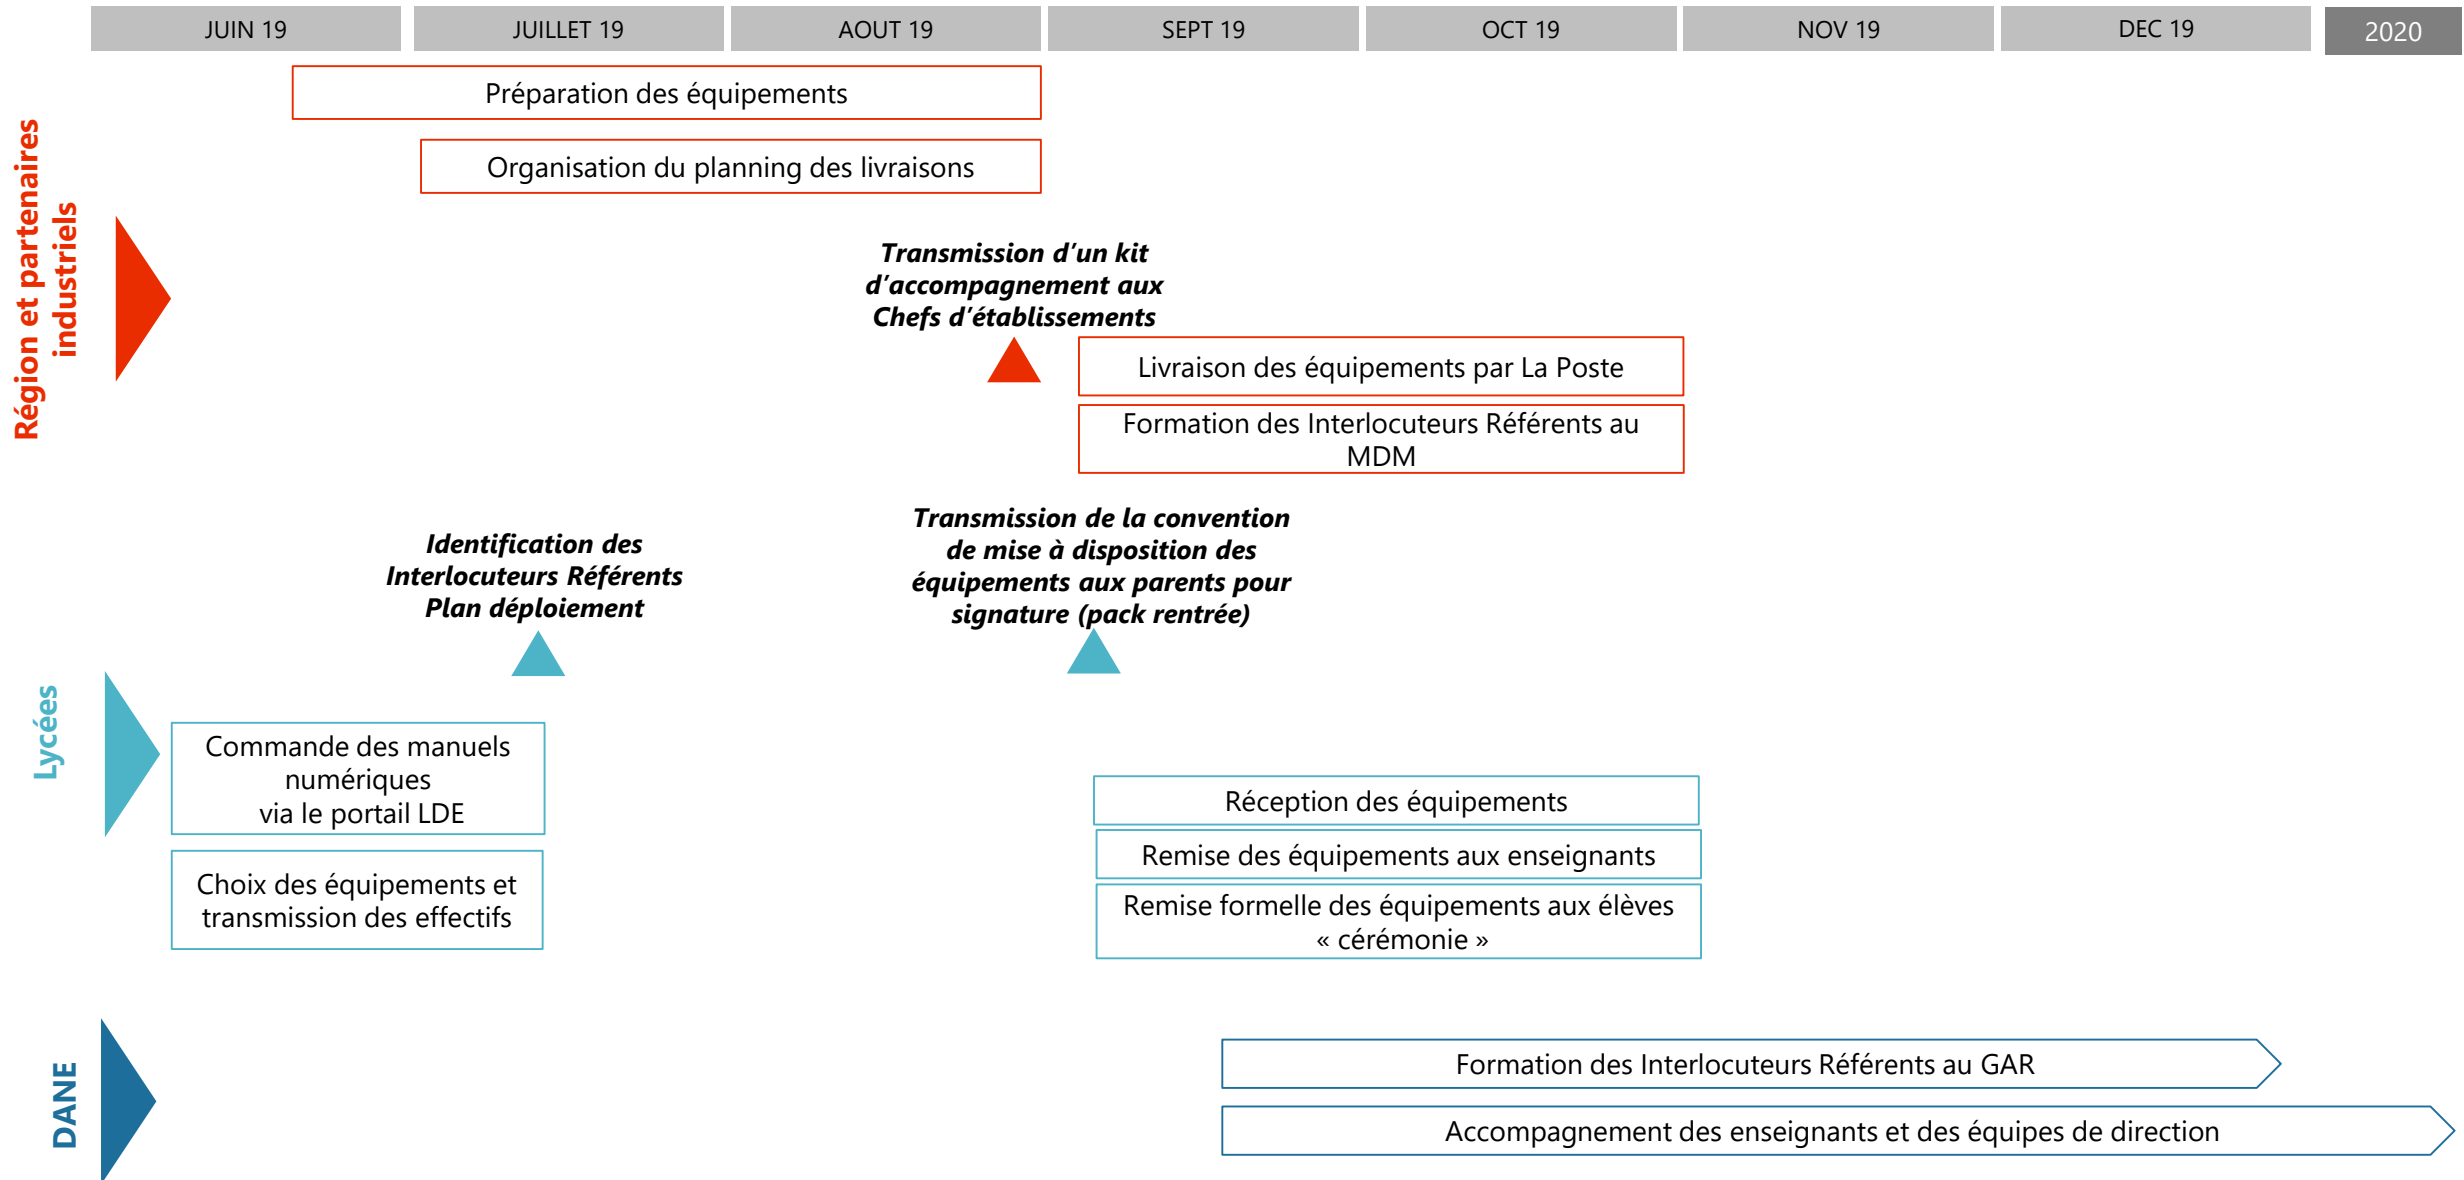 JUIN 19
JUILLET 19
AOUT 19
SEPT 19
OCT 19
NOV 19
DEC 19
2020
Région et partenaires
industriels
Préparation des équipements
Organisation du planning des livraisons
Transmission d’un kit
d’accompagnement aux
Chefs d’établissements
Livraison des équipements par La Poste
Formation des Interlocuteurs Référents au
MDM
Lycées
Identification des
Interlocuteurs Référents
Plan déploiement
Transmission de la convention
de mise à disposition des
équipements aux parents pour
signature (pack rentrée)
Commande des manuels
numériques
via le portail LDE
Choix des équipements et
transmission des effectifs
Réception des équipements
Remise des équipements aux enseignants
Remise formelle des équipements aux élèves
« cérémonie »
DANE
Formation des Interlocuteurs Référents au GAR
Accompagnement des enseignants et des équipes de direction